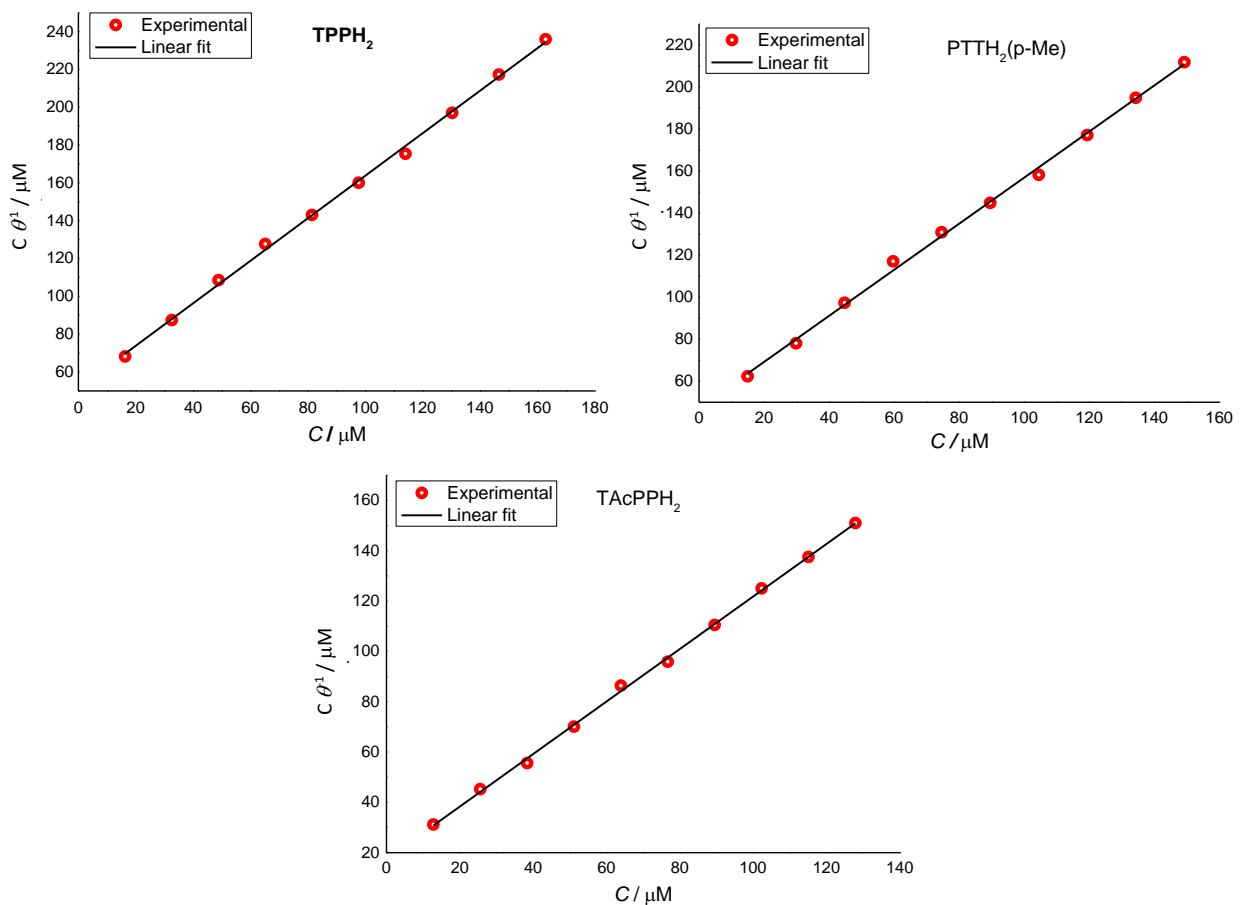 TPPH₂
Experimental
Linear fit
240
220
200
180
160
140
120
100
80
60
C θ⁻¹ / µM
0 20 40 60 80 100 120 140 160 180
C / µM
PTTH₂(p-Me)
Experimental
Linear fit
220
200
180
160
140
120
100
80
60
C θ⁻¹ / µM
0 20 40 60 80 100 120 140 160
C / µM
TAcPPH₂
Experimental
Linear fit
160
140
120
100
80
60
40
20
C θ⁻¹ / µM
0 20 40 60 80 100 120 140
C / µM